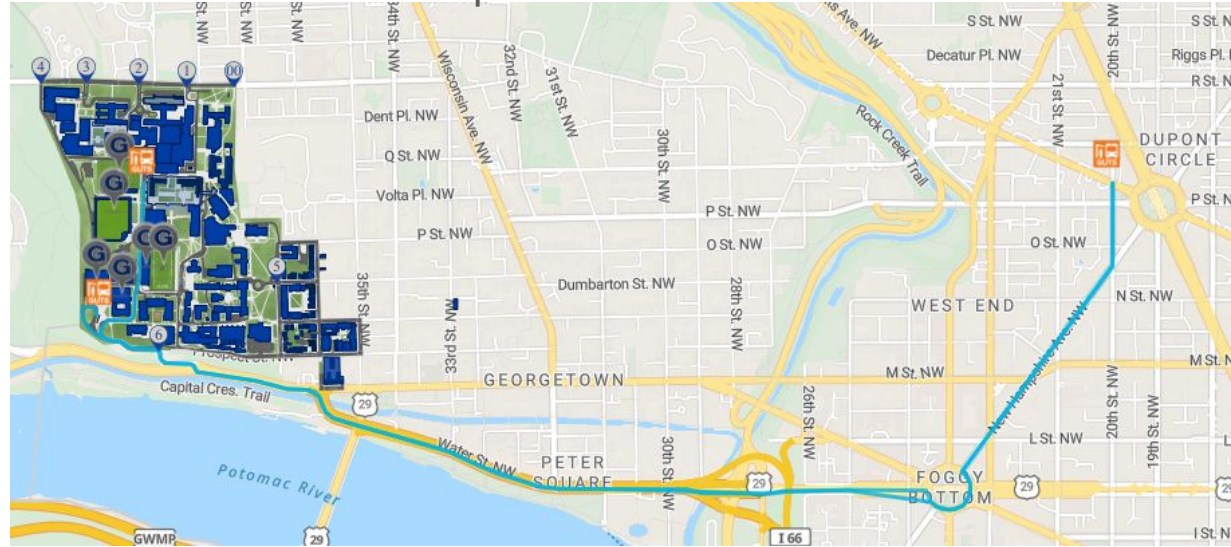 S St. NW
S St. N
Decatur Pl. NW
Riggs Pl.
R St. N
20th St. NW
21st St. NW
34th St. NW
Wisconsin Ave. NW
32nd St. NW
31st St. NW
4
3
2
1
00
Dent Pl. NW
Rock Creek Trail
Q St. NW
30th St. NW
DUPONT
CIRCLE
G
GUTS
GUTS
Volta Pl. NW
P St. NW
P St. N
G
P St. NW
O St. NW
O St. NW
G
G
G
G
5
GUTS
35th St. NW
Dumbarton St. NW
28th St. NW
N St. NW
WEST END
33rd St. NW
6
Prospect St. NW
New Hampshire Ave. NW
M St. NW
M St. N
GEORGETOWN
Capital Cres. Trail
29
26th St. NW
20th St. NW
19th St. NW
L St. NW
Water St. NW
30th St. NW
PETER
SQUARE
29
FOGGY
BOTTOM
29
29
Potomac River
GWMP
29
I 66
I St. N